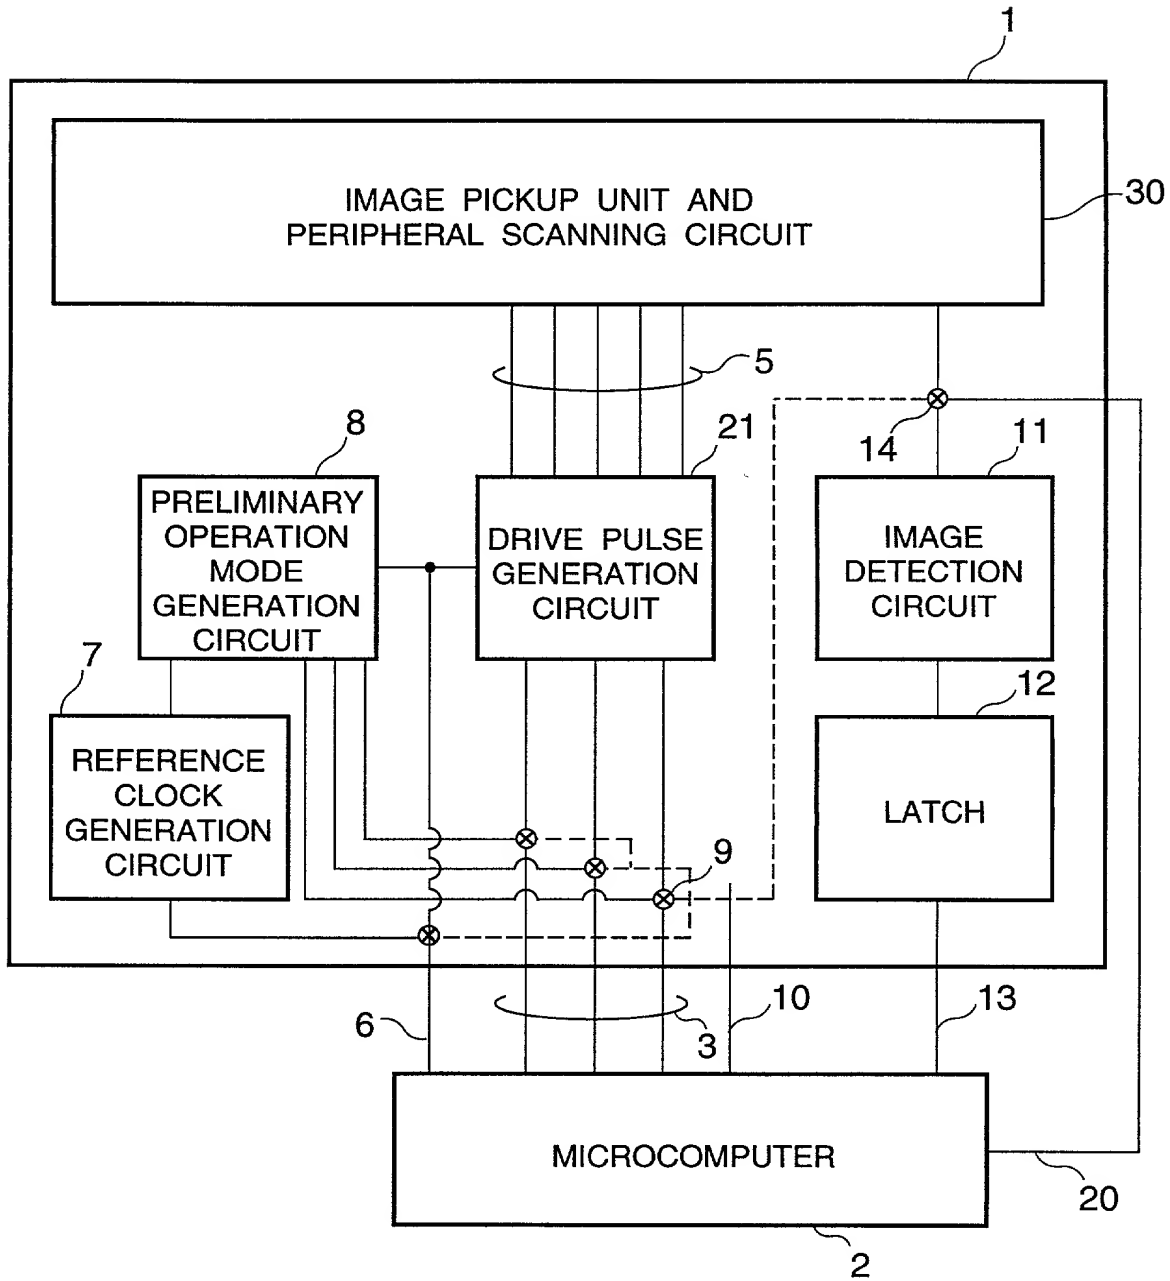 1
IMAGE PICKUP UNIT AND
PERIPHERAL SCANNING CIRCUIT
30
5
8
21
14
11
PRELIMINARY
OPERATION
MODE
GENERATION
CIRCUIT
DRIVE PULSE
GENERATION
CIRCUIT
IMAGE
DETECTION
CIRCUIT
7
12
REFERENCE
CLOCK
GENERATION
CIRCUIT
LATCH
9
6
3
10
13
MICROCOMPUTER
20
2